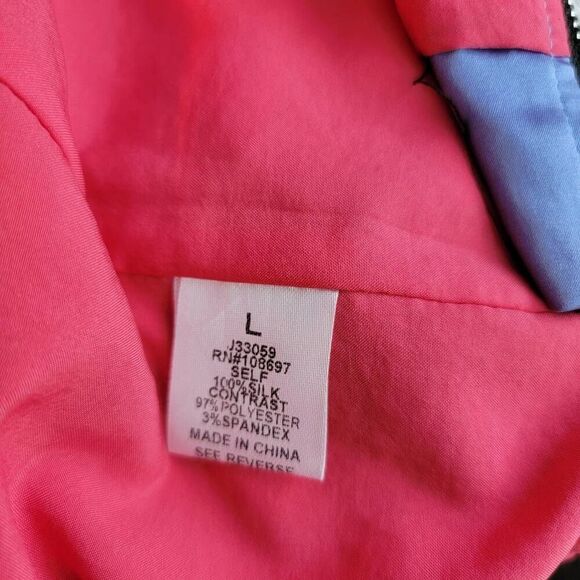 L
J33059
RN#108697
SELF
100%SILK
CONTRAST
97%POLYESTER
3%SPANDEX
MADE IN CHINA
SEE REVERSE